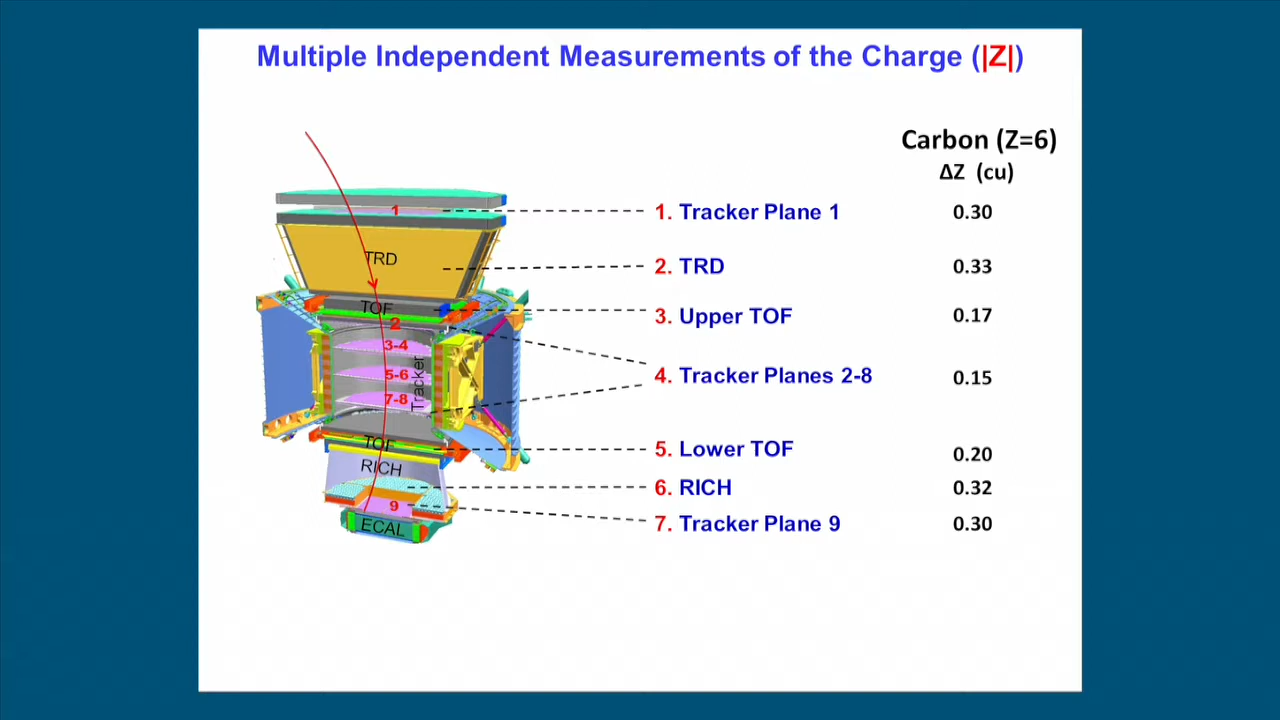 Multiple Independent Measurements of the Charge (|Z|)
Carbon (Z=6)
ΔZ (cu)
1
1. Tracker Plane 1 0.30
TRD
2. TRD 0.33
TOF
3. Upper TOF 0.17
2
3-4
5-6
7-8
Tracker
4. Tracker Planes 2-8 0.15
TOF
5. Lower TOF 0.20
RICH
6. RICH 0.32
9
7. Tracker Plane 9 0.30
ECAL